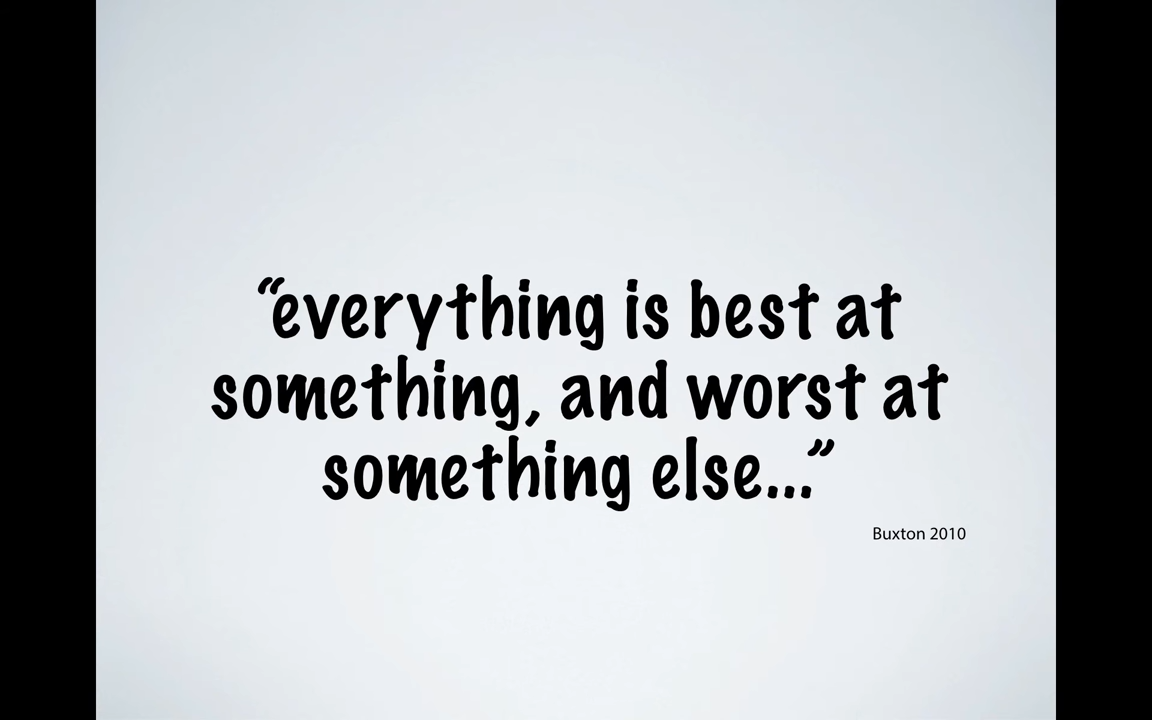 “everything is best at
something, and worst at
something else...”
Buxton 2010